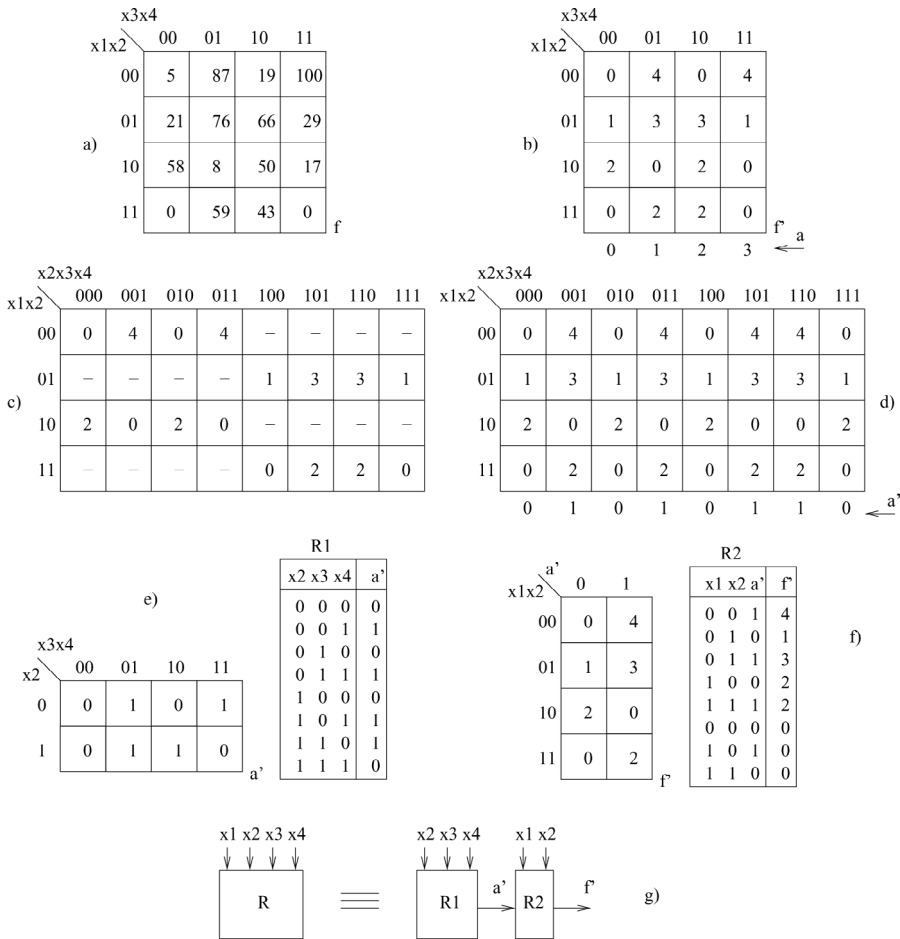 x3x4
x1x2 00 01 10 11
00 5 87 19 100
01 21 76 66 29
a)
10 58 8 50 17
11 0 59 43 0
f
x3x4
x1x2 00 01 10 11
00 0 4 0 4
01 1 3 3 1
b)
10 2 0 2 0
11 0 2 2 0
f'
0 1 2 3 a
x2x3x4
x1x2 000 001 010 011 100 101 110 111
00 0 4 0 4 – – – –
01 – – – – 1 3 3 1
c)
10 2 0 2 0 – – – –
11 – – – – 0 2 2 0
x2x3x4
x1x2 000 001 010 011 100 101 110 111
00 0 4 0 4 0 4 4 0
01 1 3 1 3 1 3 3 1
d)
10 2 0 2 0 2 0 0 2
11 0 2 0 2 0 2 2 0
0 1 0 1 0 1 1 0 a'
e)
x3x4
x2 00 01 10 11
0 0 1 0 1
1 0 1 1 0
a'
R1
x2 x3 x4 a'
0 0 0 0
0 0 1 1
0 1 0 0
0 1 1 1
1 0 0 0
1 0 1 1
1 1 0 1
1 1 1 0
a'
x1x2 0 1
00 0 4
01 1 3
10 2 0
11 0 2
f'
R2
x1 x2 a' f'
0 0 1 4
0 1 0 1
0 1 1 3
1 0 0 2
1 1 1 2
0 0 0 0
1 0 1 0
1 1 0 0
f)
x1 x2 x3 x4
R
x2 x3 x4
R1
a'
x1 x2
R2
f'
g)